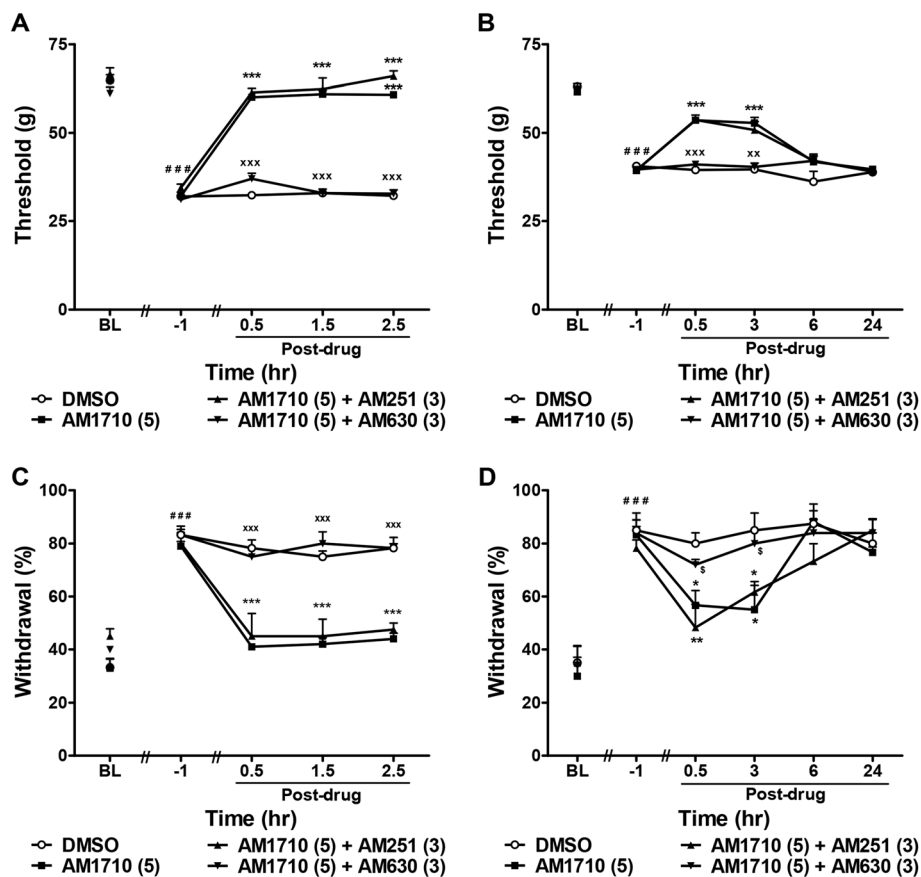 A
Threshold (g)
75
50
25
0
***
***
***
***
###
xxx
xxx
xxx
BL
-1
0.5
1.5
2.5
Post-drug
Time (hr)
DMSO
AM1710 (5)
AM1710 (5) + AM251 (3)
AM1710 (5) + AM630 (3)
B
Threshold (g)
75
50
25
0
***
***
###
xxx
xx
BL
-1
0.5
3
6
24
Post-drug
Time (hr)
DMSO
AM1710 (5)
AM1710 (5) + AM251 (3)
AM1710 (5) + AM630 (3)
C
Withdrawal (%)
100
80
60
40
20
0
###
xxx
xxx
xxx
***
***
***
BL
-1
0.5
1.5
2.5
Post-drug
Time (hr)
DMSO
AM1710 (5)
AM1710 (5) + AM251 (3)
AM1710 (5) + AM630 (3)
D
Withdrawal (%)
100
80
60
40
20
0
###
$
$
*
*
**
*
BL
-1
0.5
3
6
24
Post-drug
Time (hr)
DMSO
AM1710 (5)
AM1710 (5) + AM251 (3)
AM1710 (5) + AM630 (3)